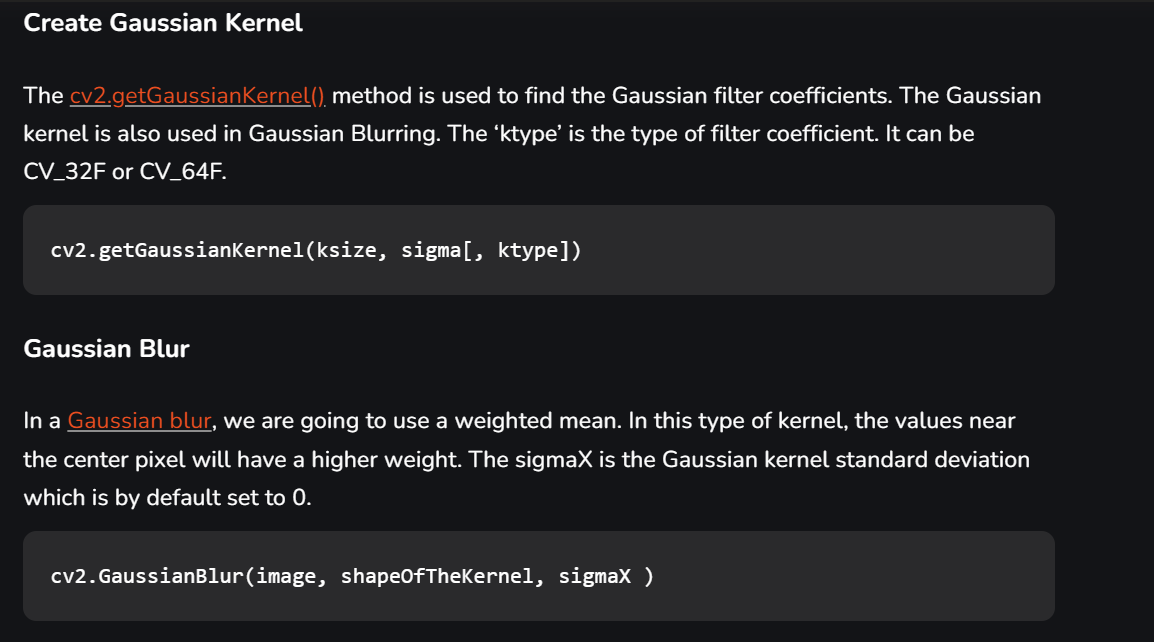 Create Gaussian Kernel
The cv2.getGaussianKernel() method is used to find the Gaussian filter coefficients. The Gaussian
kernel is also used in Gaussian Blurring. The ‘ktype’ is the type of filter coefficient. It can be
CV_32F or CV_64F.
cv2.getGaussianKernel(ksize, sigma[, ktype])
Gaussian Blur
In a Gaussian blur, we are going to use a weighted mean. In this type of kernel, the values near
the center pixel will have a higher weight. The sigmaX is the Gaussian kernel standard deviation
which is by default set to 0.
cv2.GaussianBlur(image, shapeOfTheKernel, sigmaX )